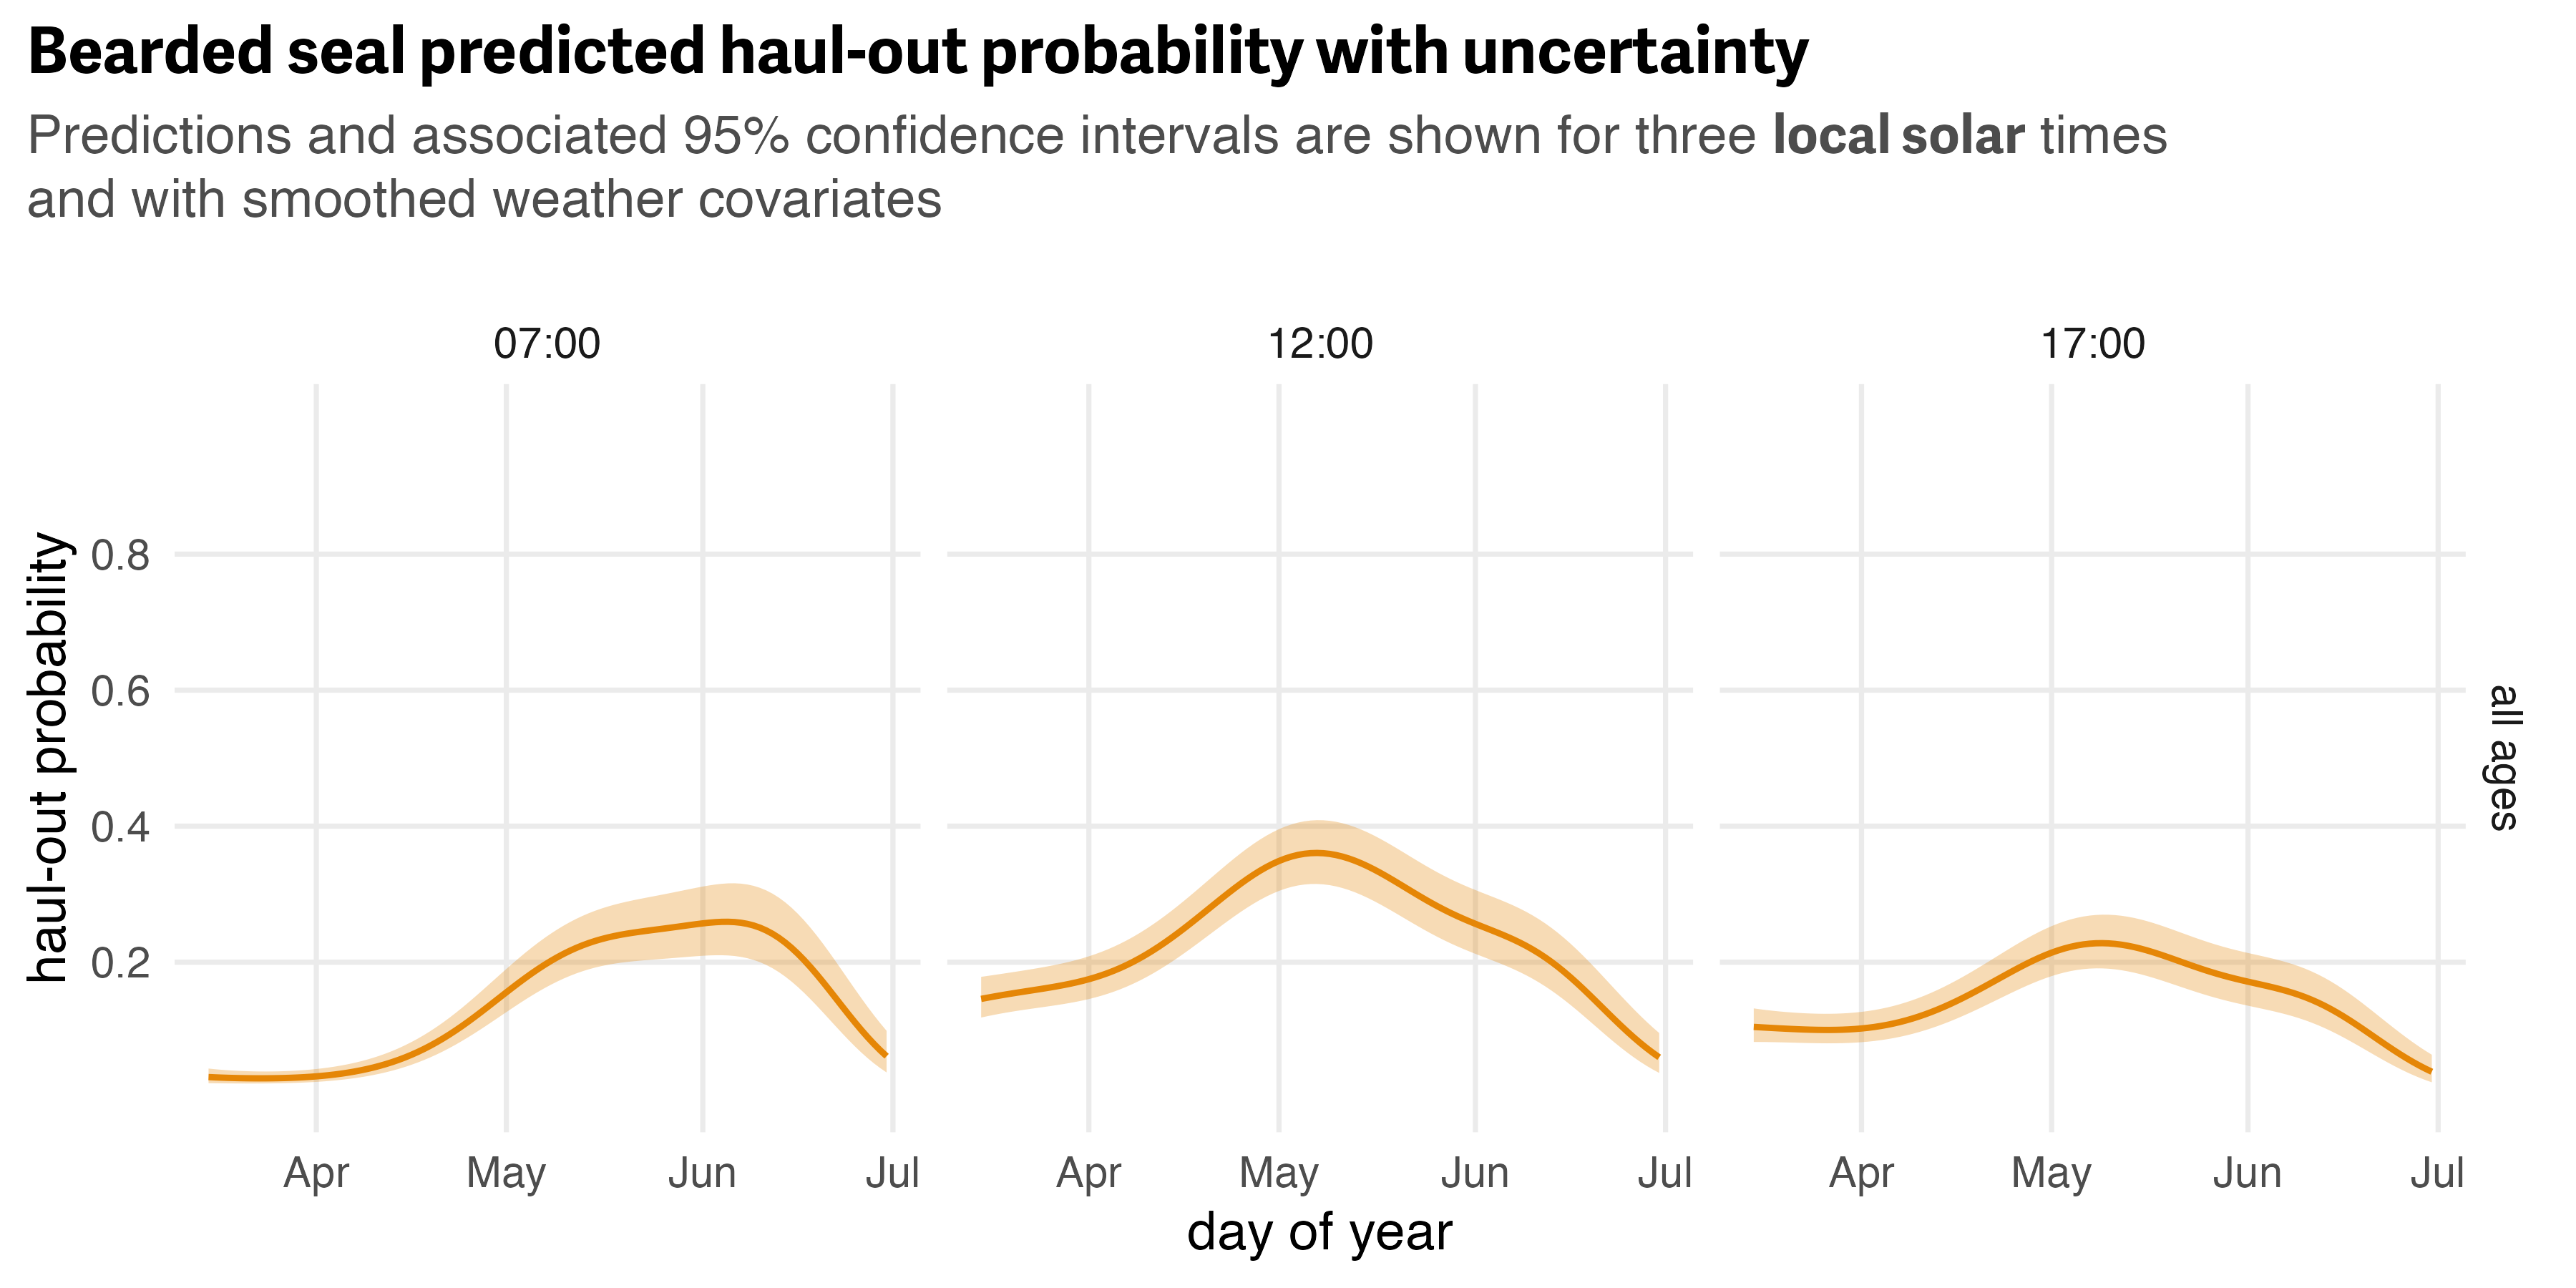 Bearded seal predicted haul-out probability with uncertainty
Predictions and associated 95% confidence intervals are shown for three local solar times
and with smoothed weather covariates
07:00
12:00
17:00
haul-out probability
0.8
0.6
0.4
0.2
all ages
Apr May Jun Jul
Apr May Jun Jul
Apr May Jun Jul
day of year